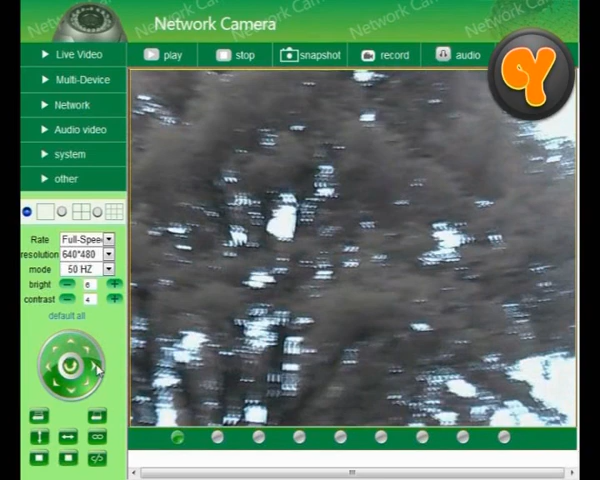 Network Camera
Live Video
Multi-Device
Network
Audio video
system
other
play
stop
snapshot
record
audio
Rate
Full-Speed
resolution
640*480
mode
50 HZ
bright
6
contrast
4
default all